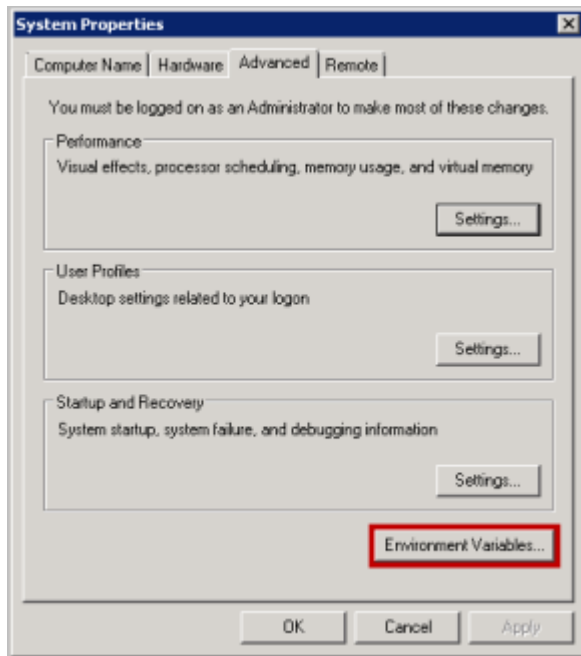 System Properties
Computer Name Hardware Advanced Remote
You must be logged on as an Administrator to make most of these changes.
Performance
Visual effects, processor scheduling, memory usage, and virtual memory
Settings...
User Profiles
Desktop settings related to your logon
Settings...
Startup and Recovery
System startup, system failure, and debugging information
Settings...
Environment Variables...
OK Cancel Apply